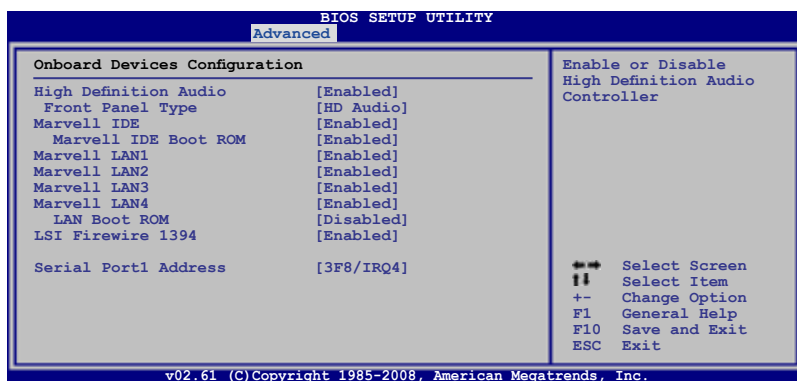 BIOS SETUP UTILITY
Advanced
Onboard Devices Configuration
High Definition Audio [Enabled]
Front Panel Type [HD Audio]
Marvell IDE [Enabled]
Marvell IDE Boot ROM [Enabled]
Marvell LAN1 [Enabled]
Marvell LAN2 [Enabled]
Marvell LAN3 [Enabled]
Marvell LAN4 [Enabled]
LAN Boot ROM [Disabled]
LSI Firewire 1394 [Enabled]
Serial Port1 Address [3F8/IRQ4]
Enable or Disable
High Definition Audio
Controller
←→ Select Screen
↑↓ Select Item
+- Change Option
F1 General Help
F10 Save and Exit
ESC Exit
v02.61 (C)Copyright 1985-2008, American Megatrends, Inc.